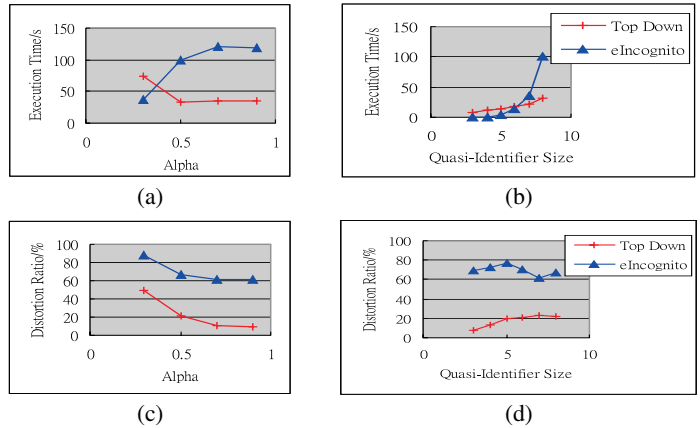 150
100
50
0
Execution Time/s
0
0.5
1
Alpha
(a)
150
100
50
0
Execution Time/s
0
5
10
Quasi-Identifier Size
Top Down
eIncognito
(b)
100
80
60
40
20
0
Distortion Ratio/%
0
0.5
1
Alpha
(c)
100
80
60
40
20
0
Distortion Ratio/%
0
5
10
Quasi-Identifier Size
Top Down
eIncognito
(d)